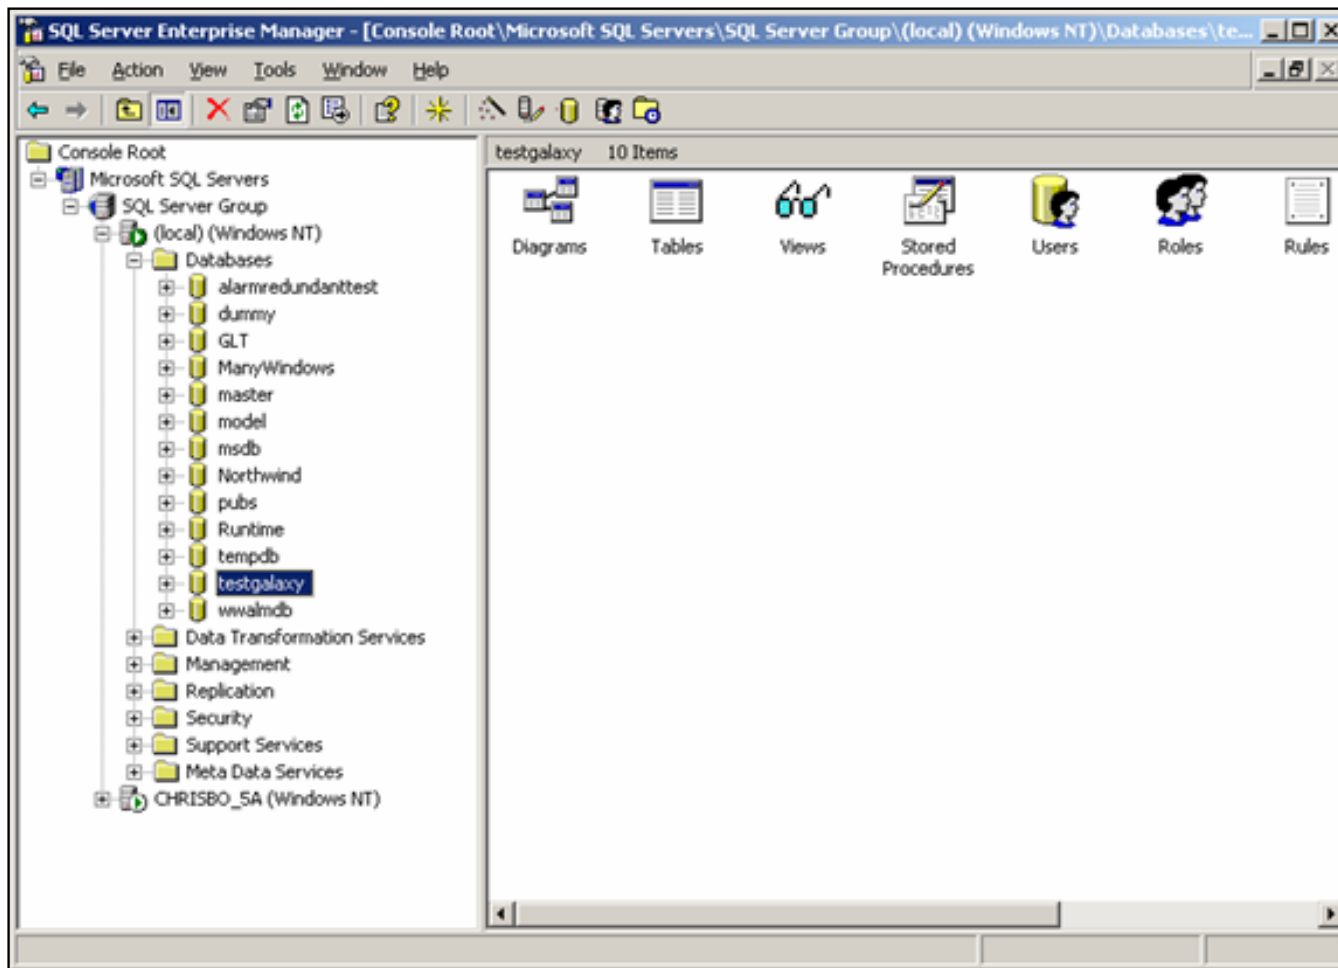 SQL Server Enterprise Manager - [Console Root\Microsoft SQL Servers\SQL Server Group\(local) (Windows NT)\Databases\te...
File Action View Tools Window Help
Console Root
Microsoft SQL Servers
SQL Server Group
(local) (Windows NT)
Databases
alarmredundanttest
dummy
GLT
ManyWindows
master
model
msdb
Northwind
pubs
Runtime
tempdb
testgalaxy
wwalmdb
Data Transformation Services
Management
Replication
Security
Support Services
Meta Data Services
CHRISBO_SA (Windows NT)
testgalaxy 10 Items
Diagrams Tables Views Stored Procedures Users Roles Rules